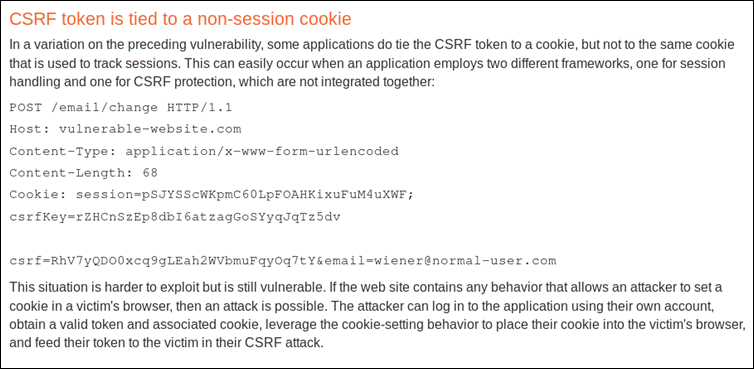 CSRF token is tied to a non-session cookie
In a variation on the preceding vulnerability, some applications do tie the CSRF token to a cookie, but not to the same cookie
that is used to track sessions. This can easily occur when an application employs two different frameworks, one for session
handling and one for CSRF protection, which are not integrated together:
POST /email/change HTTP/1.1
Host: vulnerable-website.com
Content-Type: application/x-www-form-urlencoded
Content-Length: 68
Cookie: session=pSJYSScWKpmC60LpFOAHKixuFuM4uXWF;
csrfKey=rZHCnSzEp8dbI6atzagGoSYyqJqTz5dv
csrf=RhV7yQDO0xcq9gLEah2WVbmuFqyOq7tY&email=wiener@normal-user.com
This situation is harder to exploit but is still vulnerable. If the web site contains any behavior that allows an attacker to set a
cookie in a victim's browser, then an attack is possible. The attacker can log in to the application using their own account,
obtain a valid token and associated cookie, leverage the cookie-setting behavior to place their cookie into the victim's browser,
and feed their token to the victim in their CSRF attack.